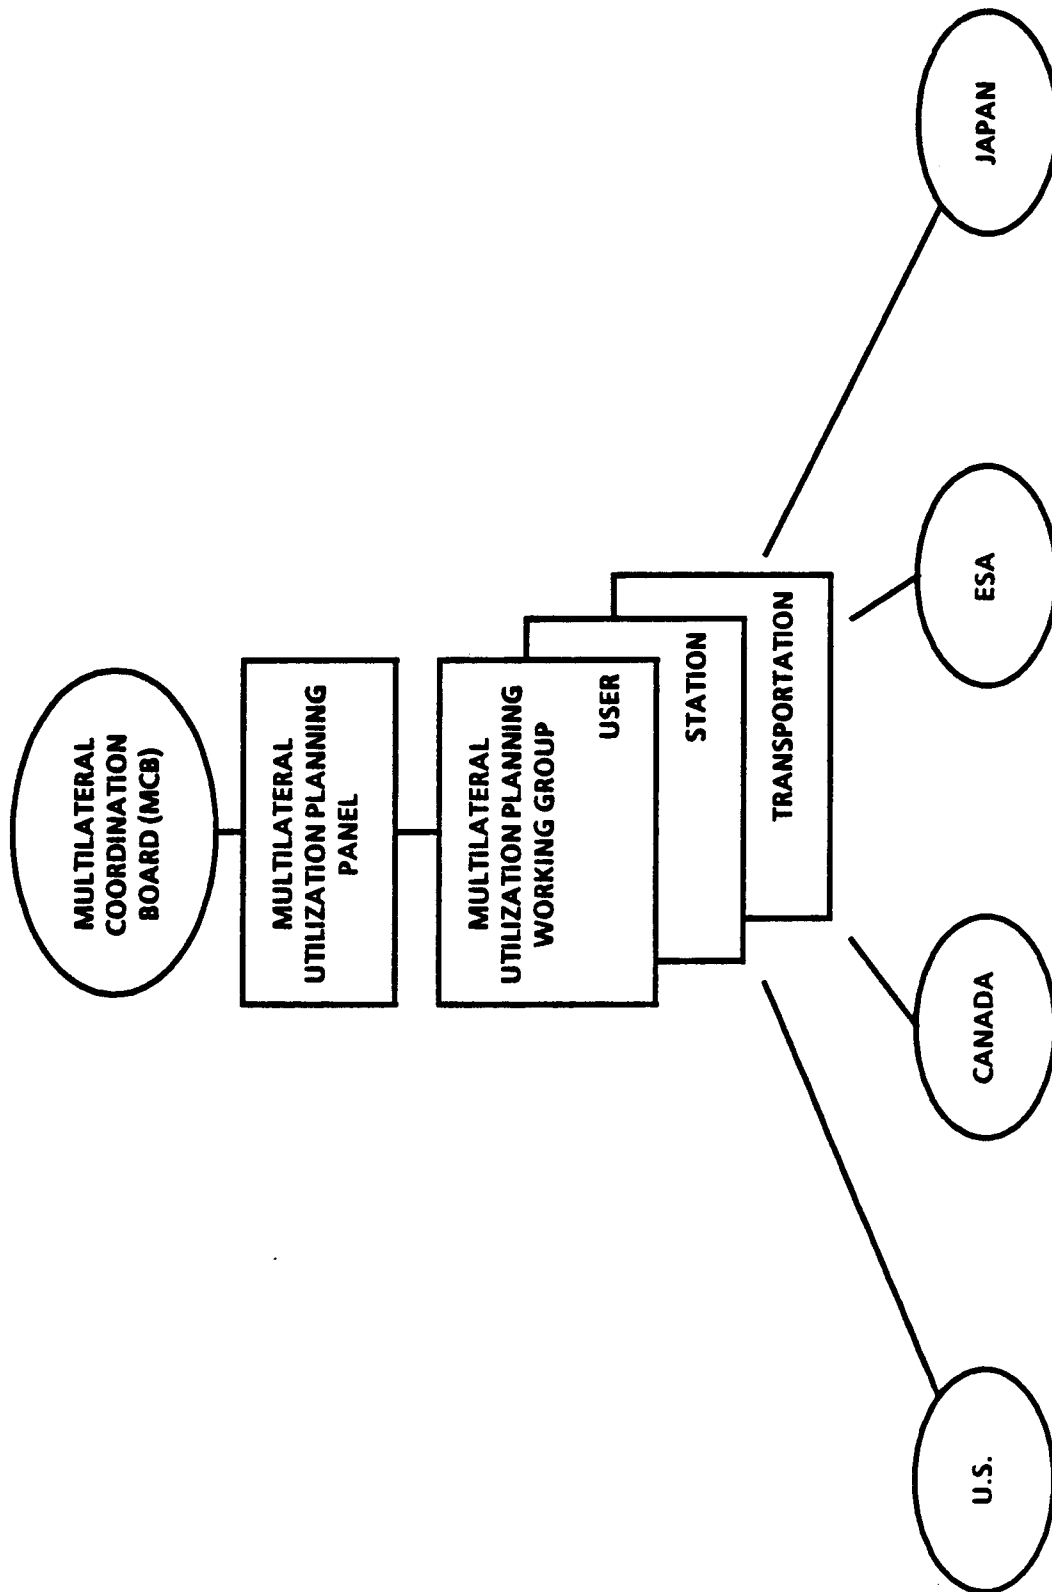 MULTILATERAL
COORDINATION
BOARD (MCB)
MULTILATERAL
UTILIZATION PLANNING
PANEL
MULTILATERAL
UTILIZATION PLANNING
WORKING GROUP
USER
STATION
TRANSPORTATION
U.S.
CANADA
ESA
JAPAN